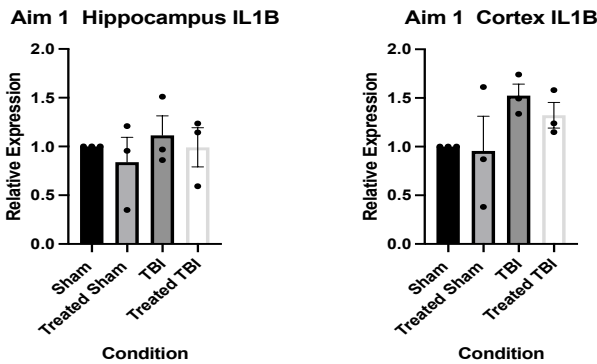 Aim 1 Hippocampus IL1B
Relative Expression
2.0
1.5
1.0
0.5
0.0
Sham
Treated Sham
TBI
Treated TBI
Condition
Aim 1 Cortex IL1B
Relative Expression
2.0
1.5
1.0
0.5
0.0
Sham
Treated Sham
TBI
Treated TBI
Condition